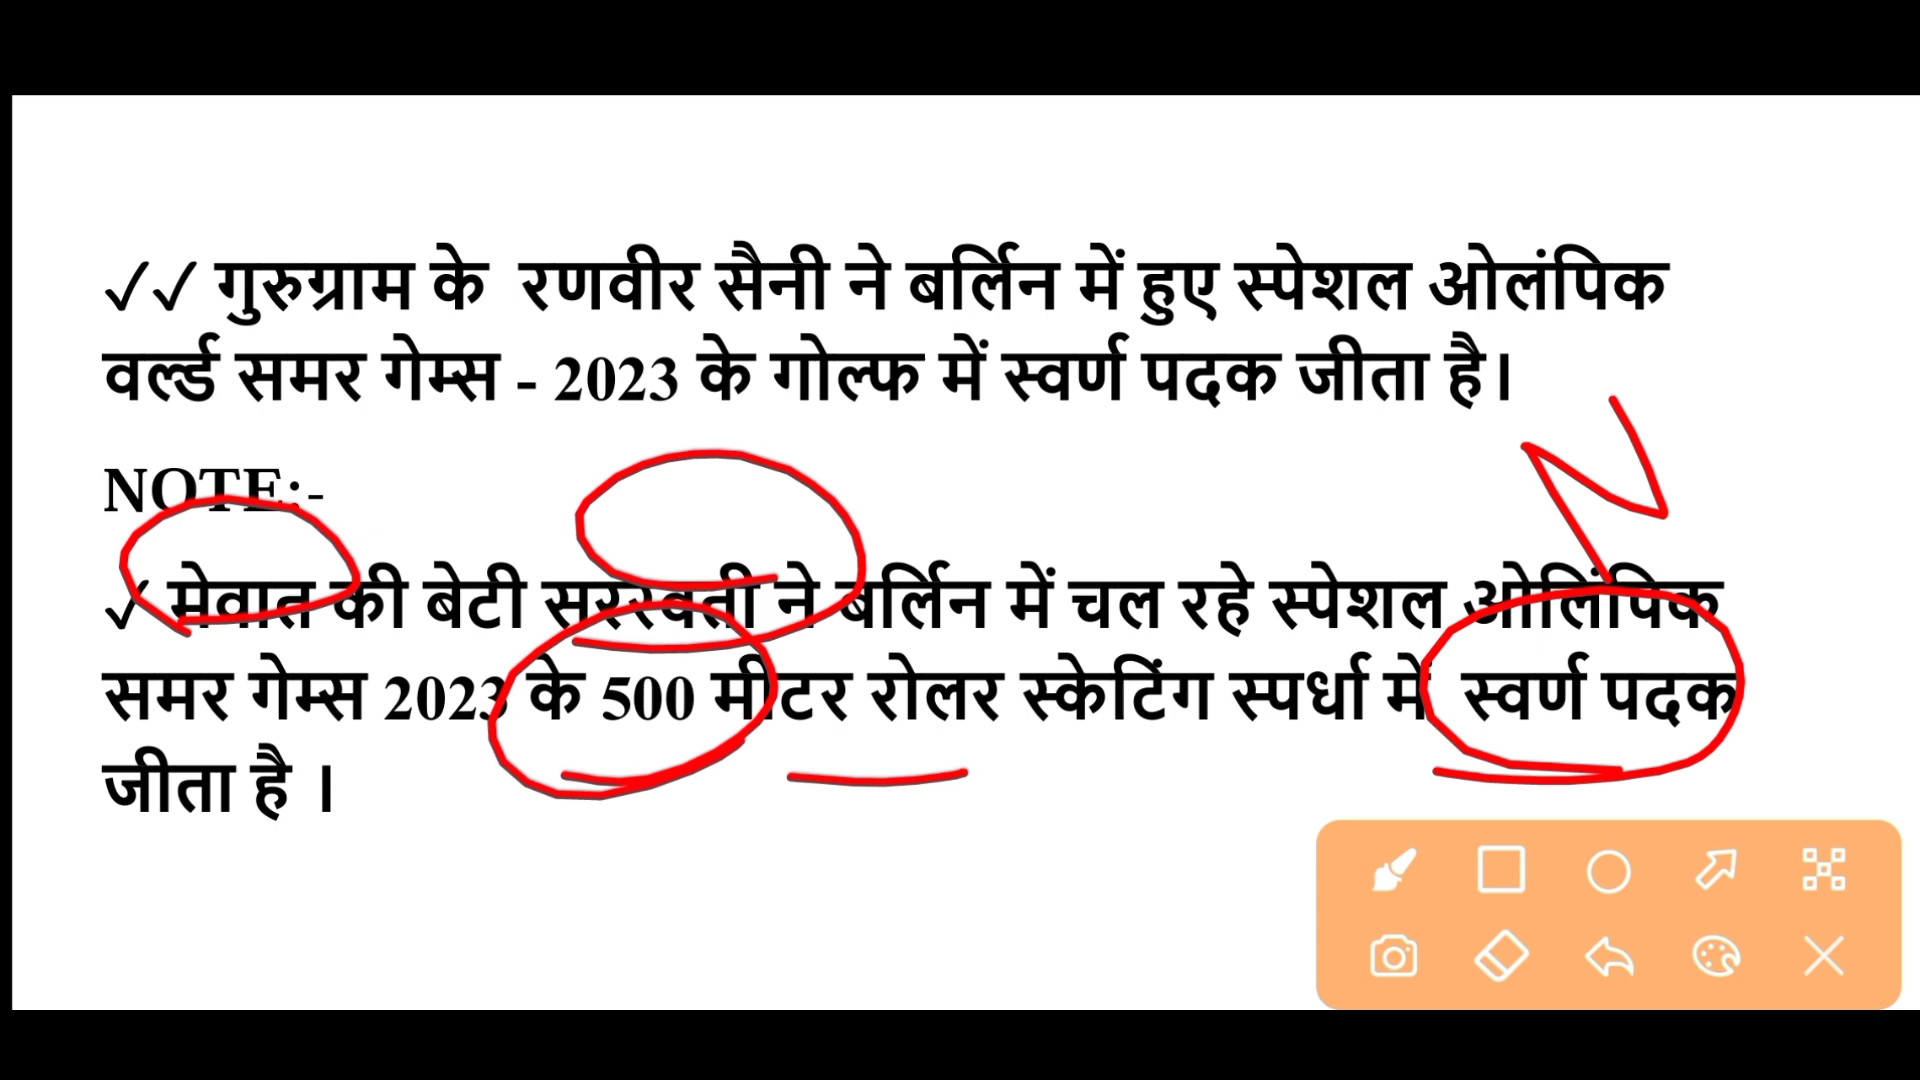 ✓✓ गुरुग्राम के रणवीर सैनी ने बर्लिन में हुए स्पेशल ओलंपिक
वर्ल्ड समर गेम्स - 2023 के गोल्फ में स्वर्ण पदक जीता है।
NOTE:-
✓ मेवात की बेटी सरस्वती ने बर्लिन में चल रहे स्पेशल ओलिंपिक
समर गेम्स 2023 के 500 मीटर रोलर स्केटिंग स्पर्धा में स्वर्ण पदक
जीता है ।